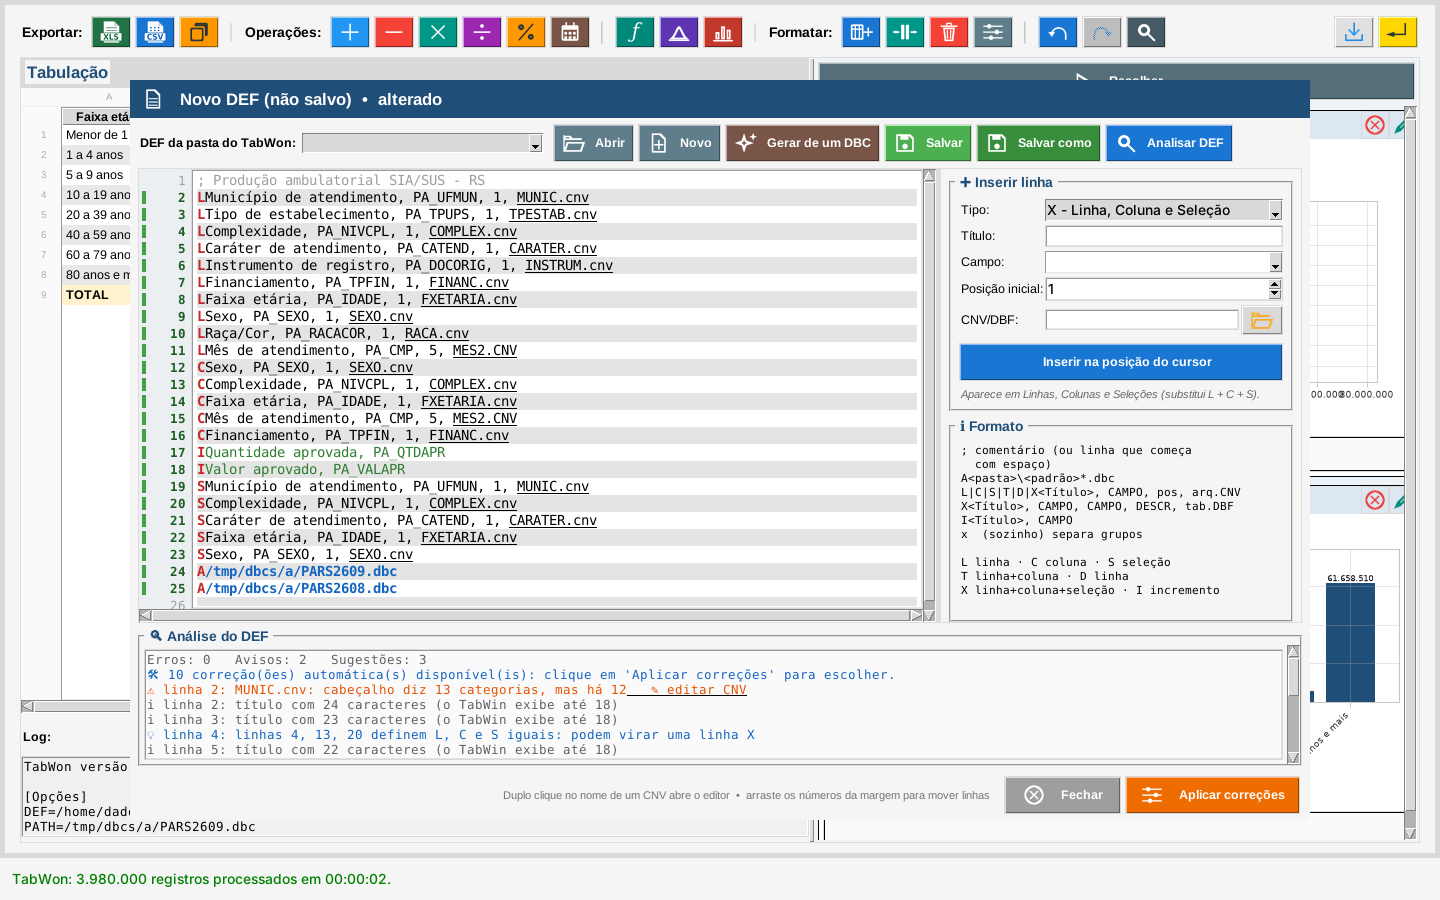 Exportar:
XLS
CSV
Operações:
Formatar:
Tabulação
A
Faixa etá
1 Menor de 1
2 1 a 4 anos
3 5 a 9 anos
4 10 a 19 ano
5 20 a 39 ano
6 40 a 59 ano
7 60 a 79 ano
8 80 anos e m
9 TOTAL
Novo DEF (não salvo) • alterado
DEF da pasta do TabWon:
Abrir
Novo
Gerar de um DBC
Salvar
Salvar como
Analisar DEF
1 ; Produção ambulatorial SIA/SUS - RS
2 LMunicípio de atendimento, PA_UFMUN, 1, MUNIC.cnv
3 LTipo de estabelecimento, PA_TPUPS, 1, TPESTAB.cnv
4 LComplexidade, PA_NIVCPL, 1, COMPLEX.cnv
5 LCaráter de atendimento, PA_CATEND, 1, CARATER.cnv
6 LInstrumento de registro, PA_DOCORIG, 1, INSTRUM.cnv
7 LFinanciamento, PA_TPFIN, 1, FINANC.cnv
8 LFaixa etária, PA_IDADE, 1, FXETARIA.cnv
9 LSexo, PA_SEXO, 1, SEXO.cnv
10 LRaça/Cor, PA_RACACOR, 1, RACA.cnv
11 LMês de atendimento, PA_CMP, 5, MES2.CNV
12 CSexo, PA_SEXO, 1, SEXO.cnv
13 CComplexidade, PA_NIVCPL, 1, COMPLEX.cnv
14 CFaixa etária, PA_IDADE, 1, FXETARIA.cnv
15 CMês de atendimento, PA_CMP, 5, MES2.CNV
16 CFinanciamento, PA_TPFIN, 1, FINANC.cnv
17 IQuantidade aprovada, PA_QTDAPR
18 IValor aprovado, PA_VALAPR
19 SMunicípio de atendimento, PA_UFMUN, 1, MUNIC.cnv
20 SComplexidade, PA_NIVCPL, 1, COMPLEX.cnv
21 SCaráter de atendimento, PA_CATEND, 1, CARATER.cnv
22 SFaixa etária, PA_IDADE, 1, FXETARIA.cnv
23 SSexo, PA_SEXO, 1, SEXO.cnv
24 A/tmp/dbcs/a/PARS2609.dbc
25 A/tmp/dbcs/a/PARS2608.dbc
26
Inserir linha
Tipo: X - Linha, Coluna e Seleção
Título:
Campo:
Posição inicial: 1
CNV/DBF:
Inserir na posição do cursor
Aparece em Linhas, Colunas e Seleções (substitui L + C + S).
Formato
; comentário (ou linha que começa
com espaço)
A<pasta>\<padrão>*.dbc
L|C|S|T|D|X<Título>, CAMPO, pos, arq.CNV
X<Título>, CAMPO, CAMPO, DESCR, tab.DBF
I<Título>, CAMPO
x (sozinho) separa grupos
L linha · C coluna · S seleção
T linha+coluna · D linha
X linha+coluna+seleção · I incremento
80.000.000
61.658.510
nos e mais
Análise do DEF
Erros: 0 Avisos: 2 Sugestões: 3
🛠 10 correção(ões) automática(s) disponível(is): clique em 'Aplicar correções' para escolher.
⚠ linha 2: MUNIC.cnv: cabeçalho diz 13 categorias, mas há 12 ✎ editar CNV
i linha 2: título com 24 caracteres (o TabWin exibe até 18)
i linha 3: título com 23 caracteres (o TabWin exibe até 18)
💡 linha 4: linhas 4, 13, 20 definem L, C e S iguais: podem virar uma linha X
i linha 5: título com 22 caracteres (o TabWin exibe até 18)
Duplo clique no nome de um CNV abre o editor • arraste os números da margem para mover linhas
Fechar
Aplicar correções
Log:
TabWon versão
[Opções]
DEF=/home/dad
PATH=/tmp/dbcs/a/PARS2609.dbc
TabWon: 3.980.000 registros processados em 00:00:02.